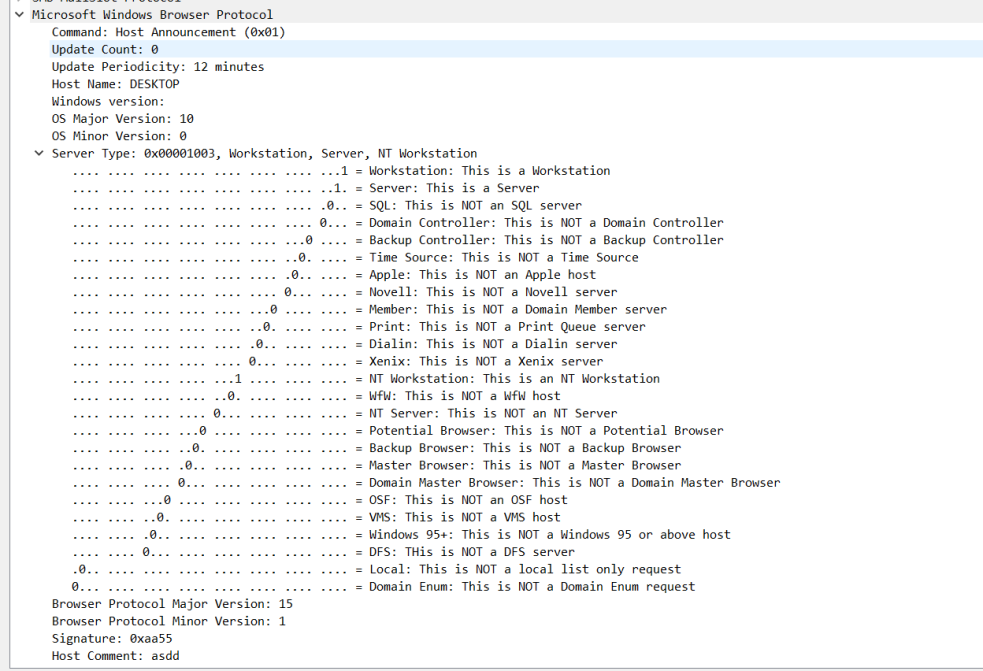 Microsoft Windows Browser Protocol
Command: Host Announcement (0x01)
Update Count: 0
Update Periodicity: 12 minutes
Host Name: DESKTOP
Windows version:
OS Major Version: 10
OS Minor Version: 0
Server Type: 0x00001003, Workstation, Server, NT Workstation
.... .... .... .... .... .... .... ...1 = Workstation: This is a Workstation
.... .... .... .... .... .... .... ..1. = Server: This is a Server
.... .... .... .... .... .... .... .0.. = SQL: This is NOT an SQL server
.... .... .... .... .... .... .... 0... = Domain Controller: This is NOT a Domain Controller
.... .... .... .... .... .... ...0 .... = Backup Controller: This is NOT a Backup Controller
.... .... .... .... .... .... ..0. .... = Time Source: This is NOT a Time Source
.... .... .... .... .... .... .0.. .... = Apple: This is NOT an Apple host
.... .... .... .... .... .... 0... .... = Novell: This is NOT a Novell server
.... .... .... .... .... ...0 .... .... = Member: This is NOT a Domain Member server
.... .... .... .... .... ..0. .... .... = Print: This is NOT a Print Queue server
.... .... .... .... .... .0.. .... .... = Dialin: This is NOT a Dialin server
.... .... .... .... .... 0... .... .... = Xenix: This is NOT a Xenix server
.... .... .... .... ...1 .... .... .... = NT Workstation: This is an NT Workstation
.... .... .... .... ..0. .... .... .... = WfW: This is NOT a WfW host
.... .... .... .... 0... .... .... .... = NT Server: This is NOT an NT Server
.... .... .... ...0 .... .... .... .... = Potential Browser: This is NOT a Potential Browser
.... .... .... ..0. .... .... .... .... = Backup Browser: This is NOT a Backup Browser
.... .... .... .0.. .... .... .... .... = Master Browser: This is NOT a Master Browser
.... .... .... 0... .... .... .... .... = Domain Master Browser: This is NOT a Domain Master Browser
.... .... ...0 .... .... .... .... .... = OSF: This is NOT an OSF host
.... .... ..0. .... .... .... .... .... = VMS: This is NOT a VMS host
.... .... .0.. .... .... .... .... .... = Windows 95+: This is NOT a Windows 95 or above host
.... .... 0... .... .... .... .... .... = DFS: THis is NOT a DFS server
.0.. .... .... .... .... .... .... .... = Local: This is NOT a local list only request
0... .... .... .... .... .... .... .... = Domain Enum: This is NOT a Domain Enum request
Browser Protocol Major Version: 15
Browser Protocol Minor Version: 1
Signature: 0xaa55
Host Comment: asdd